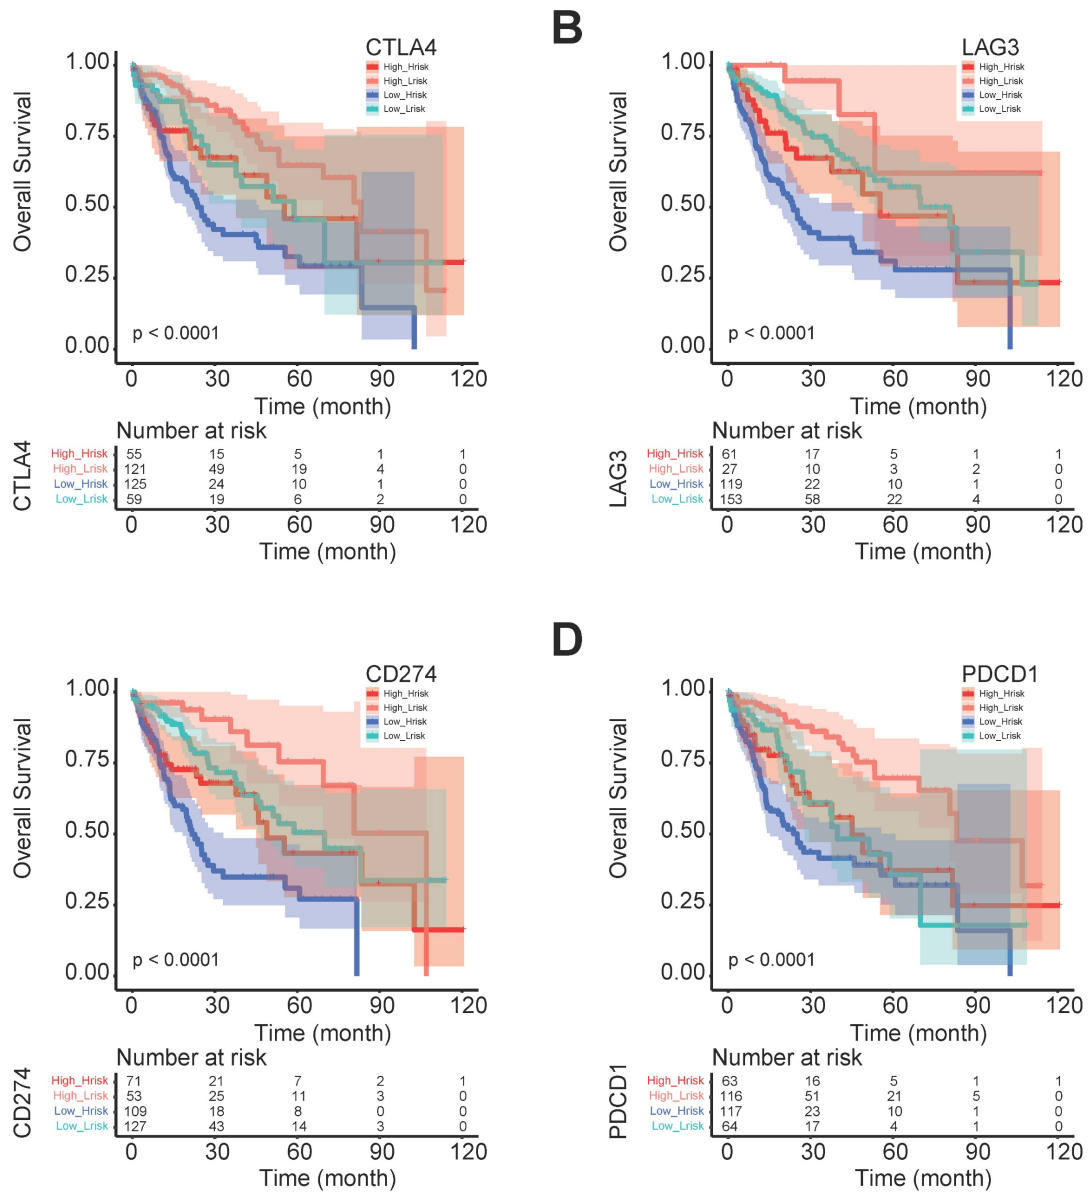 B
CTLA4
High_Hrisk
High_Lrisk
Low_Hrisk
Low_Lrisk
Overall Survival
1.00
0.75
0.50
0.25
0.00
p < 0.0001
0 30 60 90 120
Time (month)
Number at risk
CTLA4
High_Hrisk 55 15 5 1 1
High_Lrisk 121 49 19 4 0
Low_Hrisk 125 24 10 1 0
Low_Lrisk 59 19 6 2 0
0 30 60 90 120
Time (month)
LAG3
High_Hrisk
High_Lrisk
Low_Hrisk
Low_Lrisk
Overall Survival
1.00
0.75
0.50
0.25
0.00
p < 0.0001
0 30 60 90 120
Time (month)
Number at risk
LAG3
High_Hrisk 61 17 5 1 1
High_Lrisk 27 10 3 2 0
Low_Hrisk 119 22 10 1 0
Low_Lrisk 153 58 22 4 0
0 30 60 90 120
Time (month)
D
CD274
High_Hrisk
High_Lrisk
Low_Hrisk
Low_Lrisk
Overall Survival
1.00
0.75
0.50
0.25
0.00
p < 0.0001
0 30 60 90 120
Time (month)
Number at risk
CD274
High_Hrisk 71 21 7 2 1
High_Lrisk 53 25 11 3 0
Low_Hrisk 109 18 8 0 0
Low_Lrisk 127 43 14 3 0
0 30 60 90 120
Time (month)
PDCD1
High_Hrisk
High_Lrisk
Low_Hrisk
Low_Lrisk
Overall Survival
1.00
0.75
0.50
0.25
0.00
p < 0.0001
0 30 60 90 120
Time (month)
Number at risk
PDCD1
High_Hrisk 63 16 5 1 1
High_Lrisk 116 51 21 5 0
Low_Hrisk 117 23 10 1 0
Low_Lrisk 64 17 4 1 0
0 30 60 90 120
Time (month)